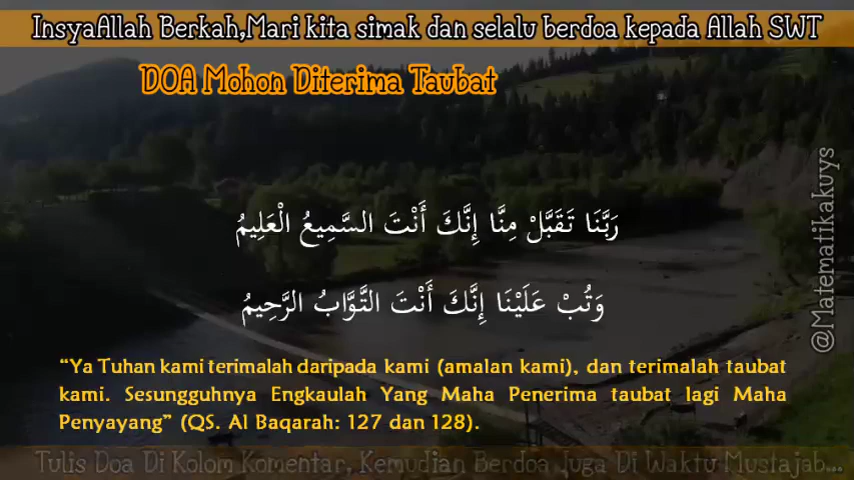 InsyaAllah Berkah,Mari kita simak dan selalu berdoa kepada Allah SWT
DOA Mohon Diterima Taubat
رَبَّنَا تَقَبَّلْ مِنَّا إِنَّكَ أَنْتَ السَّمِيعُ الْعَلِيمُ
وَتُبْ عَلَيْنَا إِنَّكَ أَنْتَ التَّوَّابُ الرَّحِيمُ
“Ya Tuhan kami terimalah daripada kami (amalan kami), dan terimalah taubat
kami. Sesungguhnya Engkaulah Yang Maha Penerima taubat lagi Maha
Penyayang” (QS. Al Baqarah: 127 dan 128).
@Matematikakuys
Tulis Doa Di Kolom Komentar, Kemudian Berdoa Juga Di Waktu Mustajab...